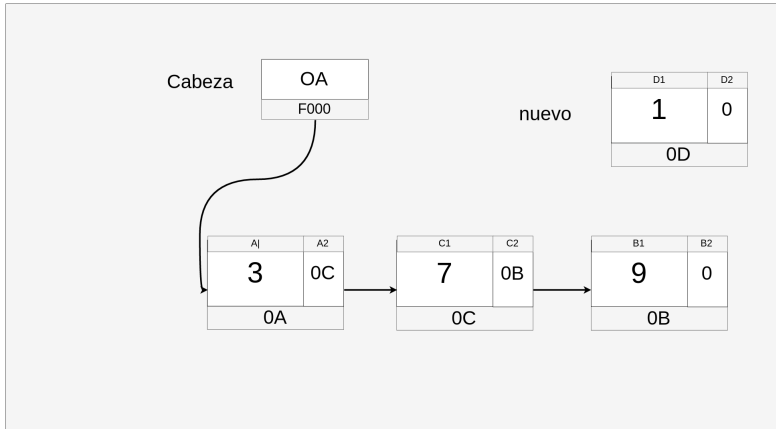 Cabeza
OA
F000
nuevo
D1 D2
1 0
0D
A| A2
3 0C
0A
C1 C2
7 0B
0C
B1 B2
9 0
0B